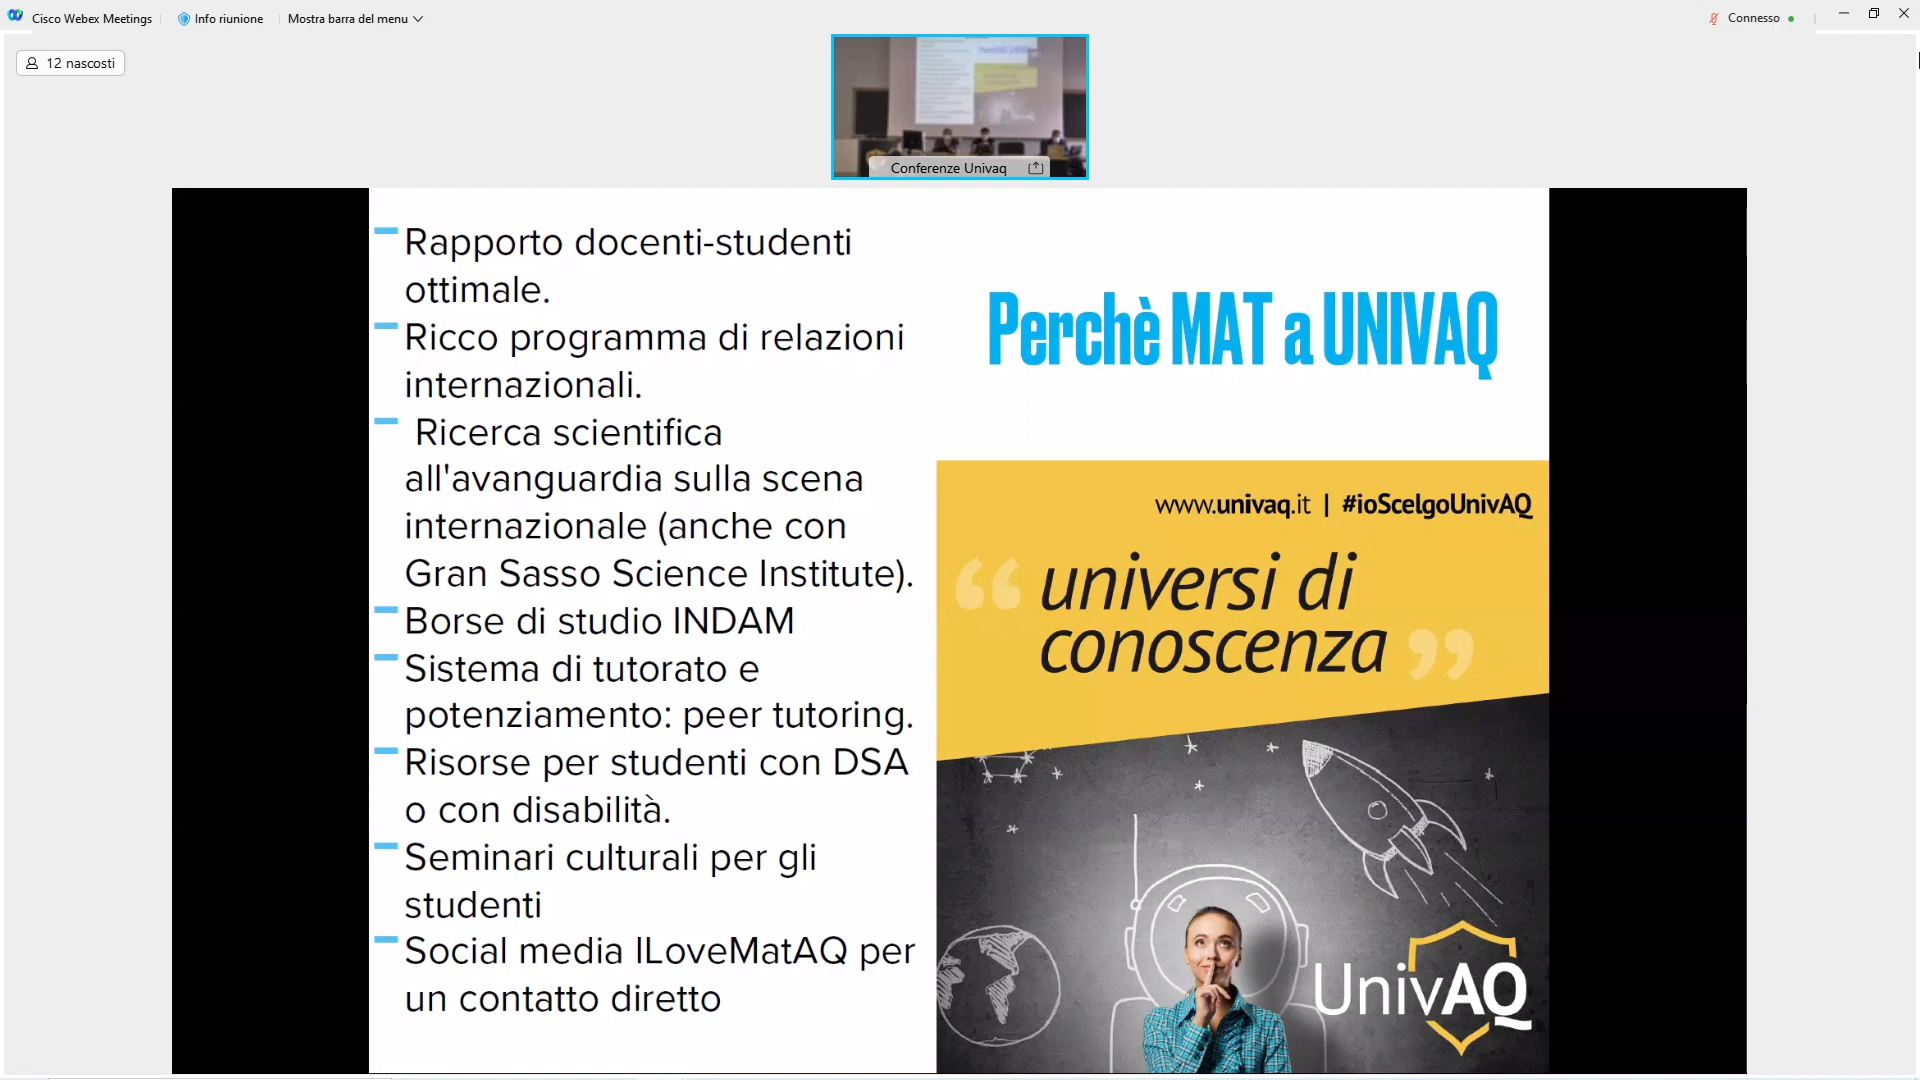 Cisco Webex Meetings
Info riunione
Mostra barra del menu
Connesso
12 nascosti
Conferenze Univaq
Rapporto docenti-studenti
ottimale.
Ricco programma di relazioni
internazionali.
Ricerca scientifica
all'avanguardia sulla scena
internazionale (anche con
Gran Sasso Science Institute).
Borse di studio INDAM
Sistema di tutorato e
potenziamento: peer tutoring.
Risorse per studenti con DSA
o con disabilità.
Seminari culturali per gli
studenti
Social media ILoveMatAQ per
un contatto diretto
Perchè MAT a UNIVAQ
www.univaq.it | #ioScelgoUnivAQ
“universi di
conoscenza”
UnivAQ